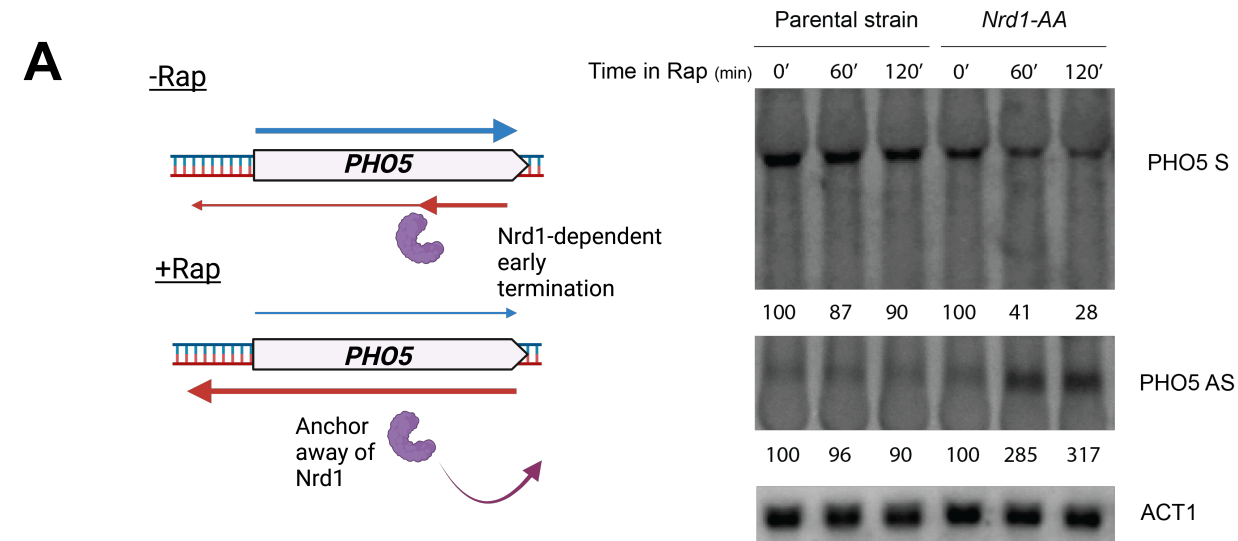 A
-Rap
PHO5
Nrd1-dependent
early
termination
+Rap
PHO5
Anchor
away of
Nrd1
Parental strain Nrd1-AA
Time in Rap (min) 0′ 60′ 120′ 0′ 60′ 120′
PHO5 S
100 87 90 100 41 28
PHO5 AS
100 96 90 100 285 317
ACT1